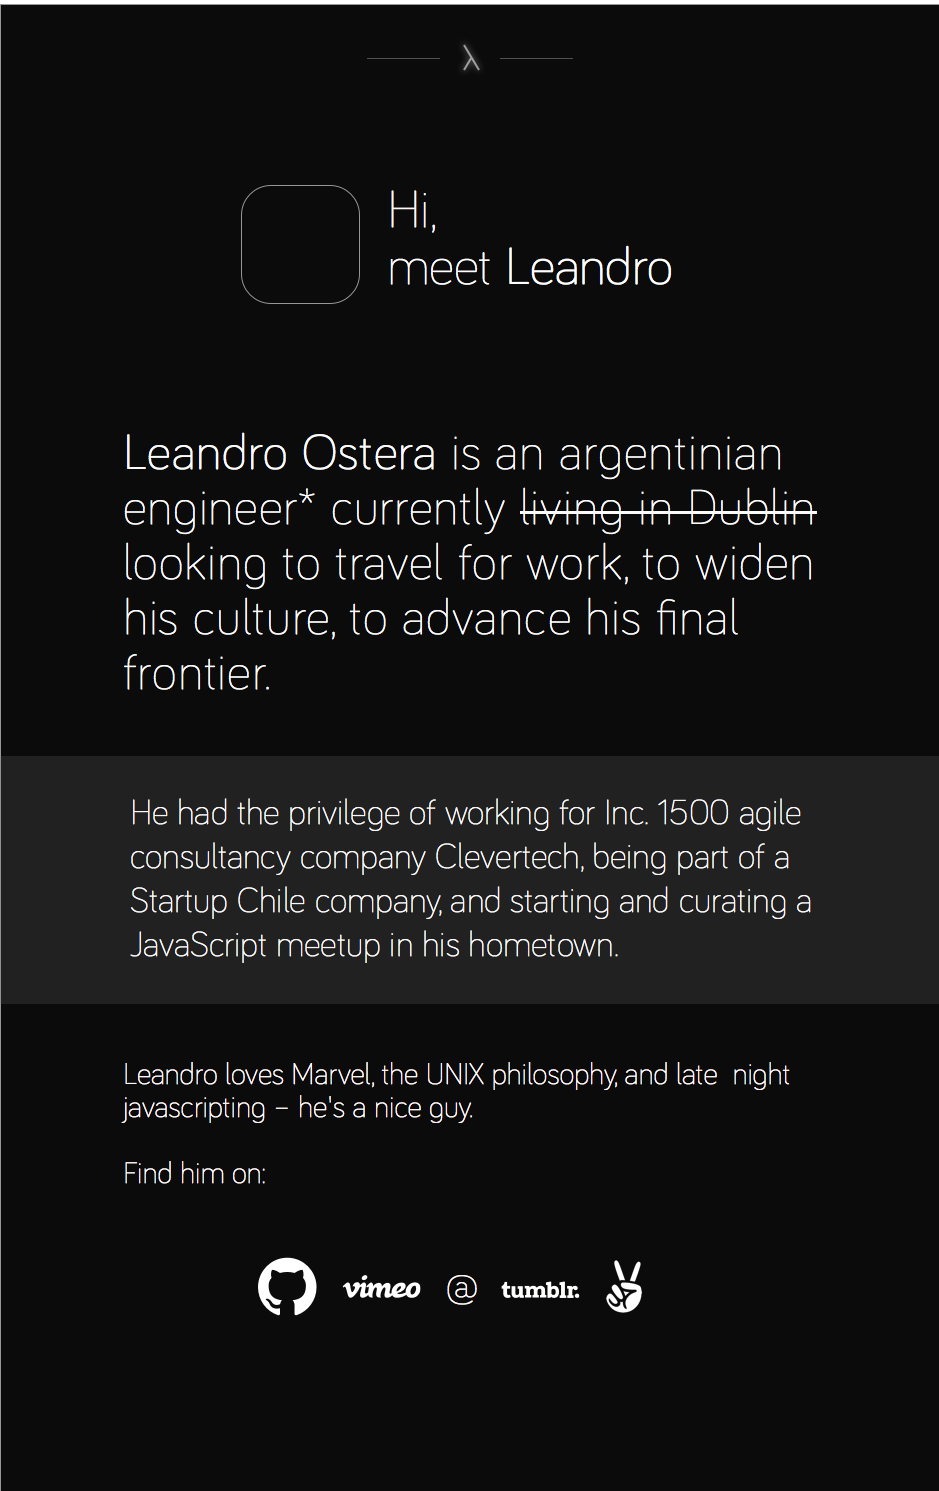 λ
Hi,
meet Leandro
Leandro Ostera is an argentinian
engineer* currently living in Dublin
looking to travel for work, to widen
his culture, to advance his final
frontier.
He had the privilege of working for Inc. 1500 agile
consultancy company Clevertech, being part of a
Startup Chile company, and starting and curating a
JavaScript meetup in his hometown.
Leandro loves Marvel, the UNIX philosophy, and late  night
javascripting – he's a nice guy.
Find him on:
vimeo @ tumblr.